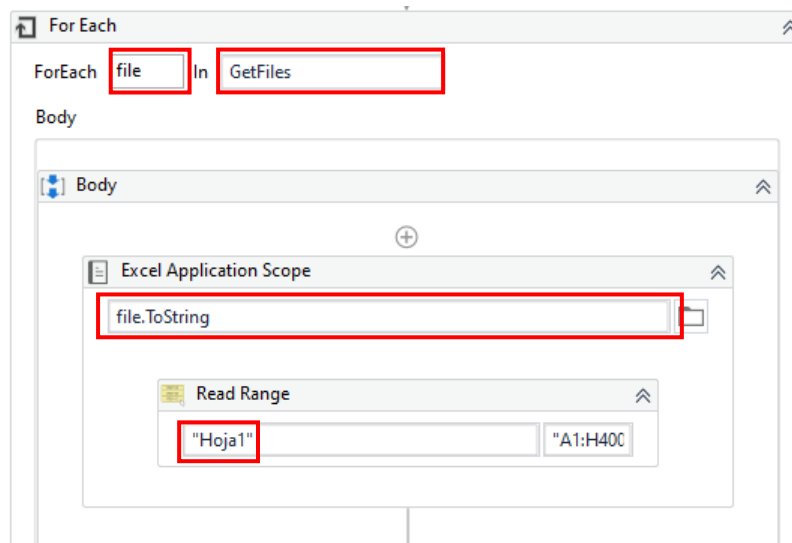 For Each
ForEach file In GetFiles
Body
Body
Excel Application Scope
file.ToString
Read Range
"Hoja1" "A1:H400